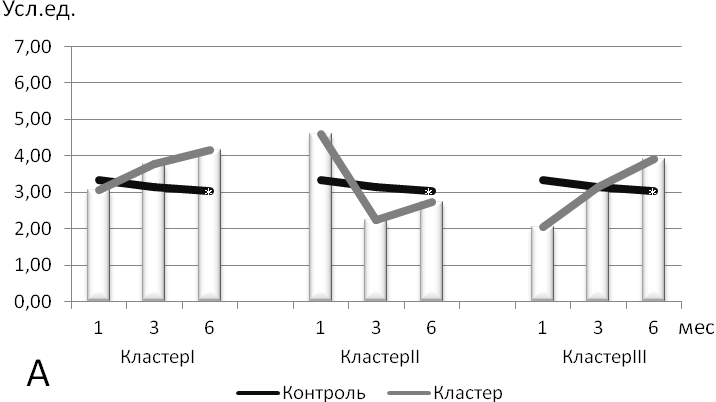 Усл.ед.
7,00
6,00
5,00
4,00
3,00
2,00
1,00
0,00
* * *
1 3 6 1 3 6 1 3 6 мес
КластерI КластерII КластерIII
А
Контроль Кластер